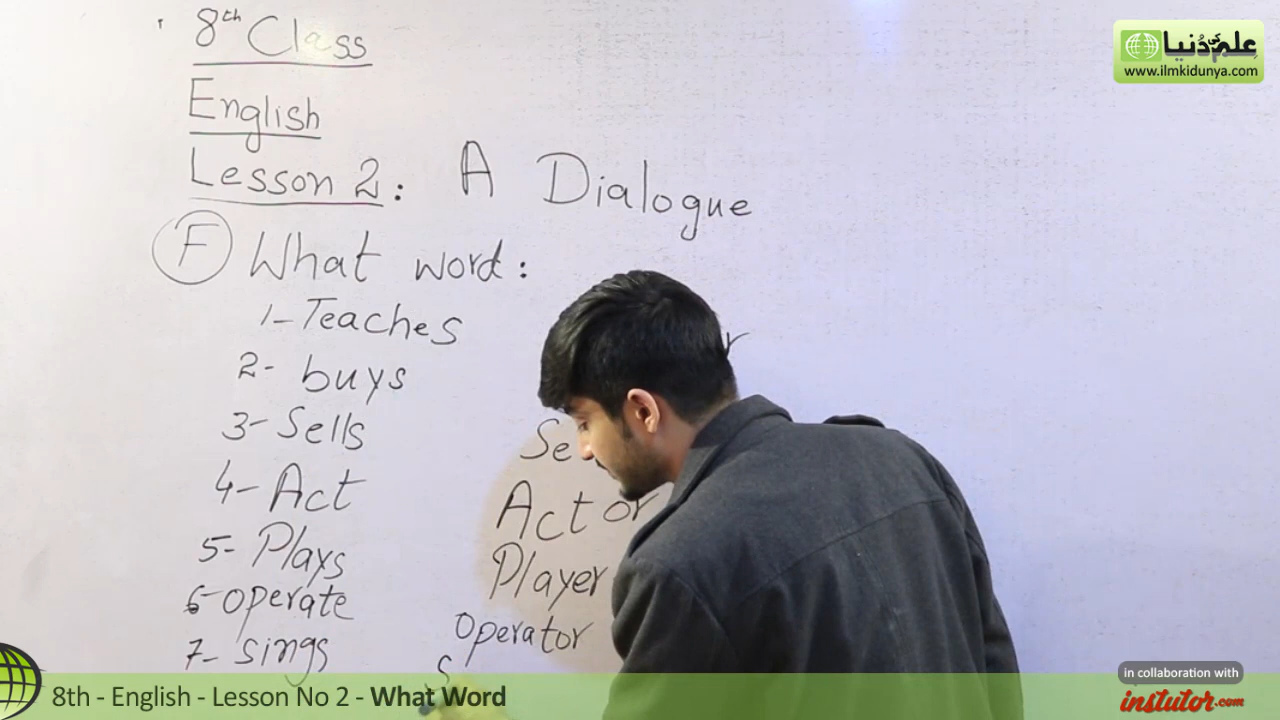 8th Class
English
Lesson 2: A Dialogue
F What word:
1- Teaches
2- buys
3- Sells
4- Act Actor
5- Plays Player
6- operate operator
7- sings
علم کی دُنیا
www.ilmkidunya.com
8th - English - Lesson No 2 - What Word
in collaboration with
instutor.com